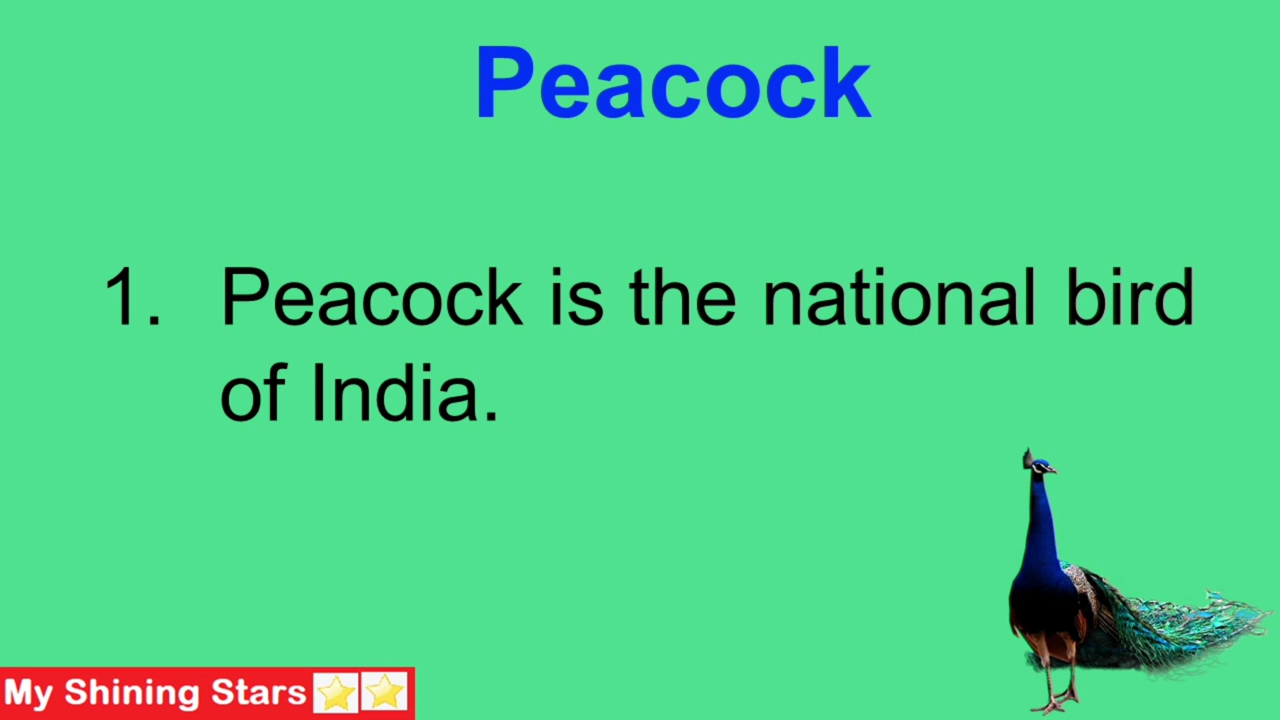 Peacock
1. Peacock is the national bird
of India.
My Shining Stars